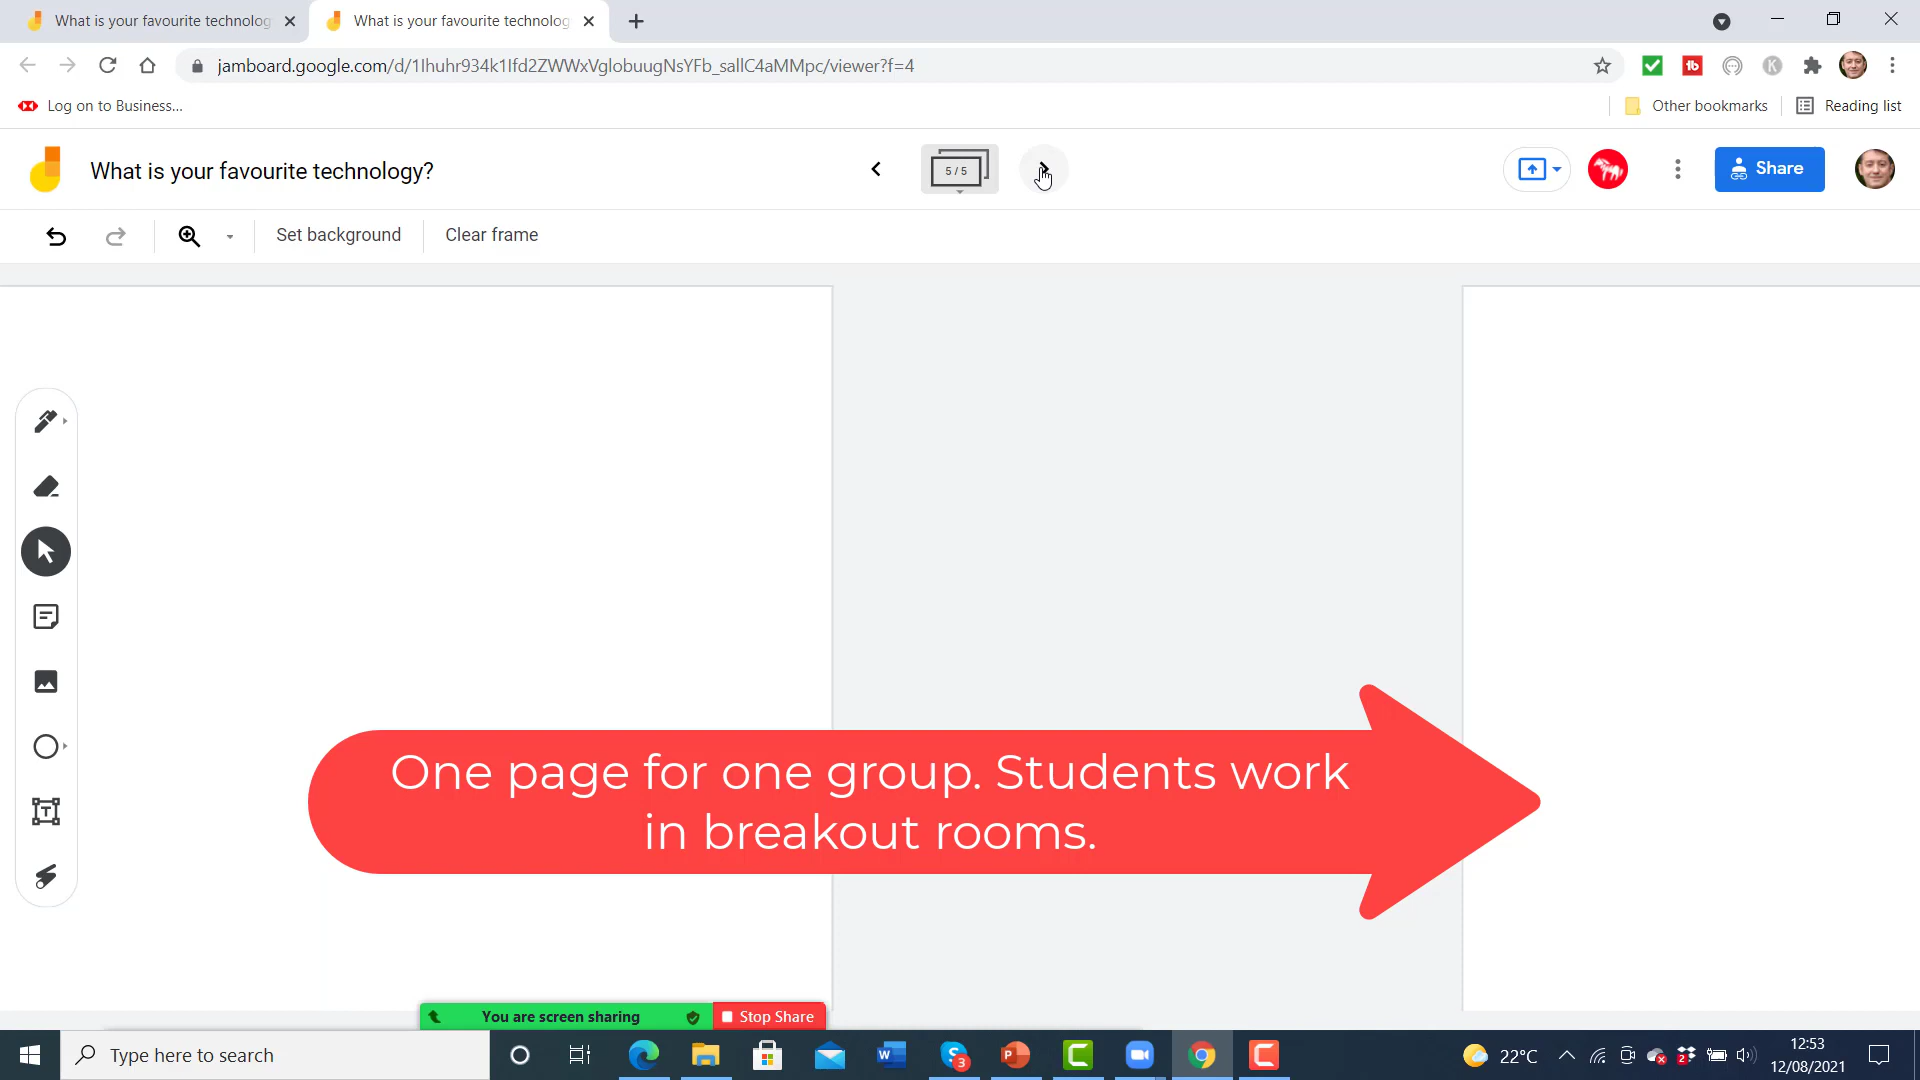 What is your favourite technolog
What is your favourite technolog
jamboard.google.com/d/1Ihuhr934k1Ifd2ZWWxVglobuugNsYFb_sallC4aMMpc/viewer?f=4
Log on to Business...
Other bookmarks
Reading list
What is your favourite technology?
5 / 5
Share
Set background
Clear frame
One page for one group. Students work
in breakout rooms.
You are screen sharing
Stop Share
Type here to search
22°C
12:53
12/08/2021